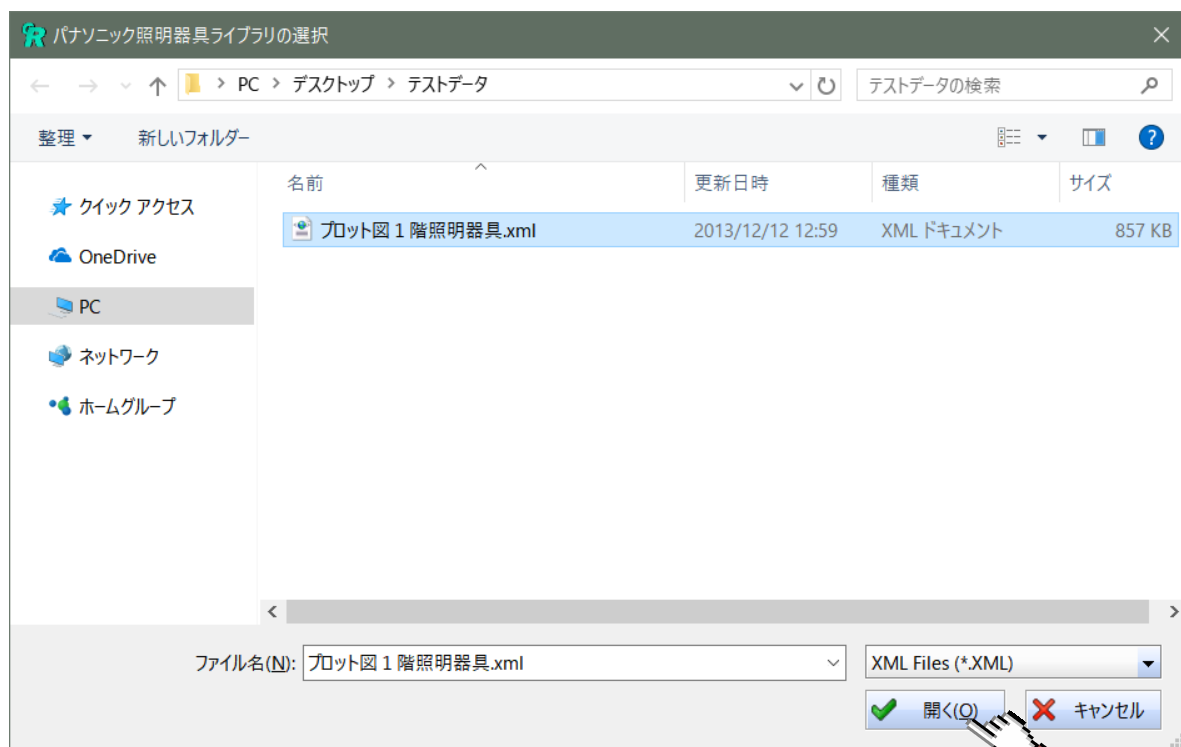 パナソニック照明器具ライブラリの選択
PC > デスクトップ > テストデータ
テストデータの検索
整理 新しいフォルダー
名前 更新日時 種類 サイズ
クイック アクセス
プロット図１階照明器具.xml 2013/12/12 12:59 XML ドキュメント 857 KB
OneDrive
PC
ネットワーク
ホームグループ
ファイル名(N): プロット図１階照明器具.xml XML Files (*.XML)
開く(O) キャンセル